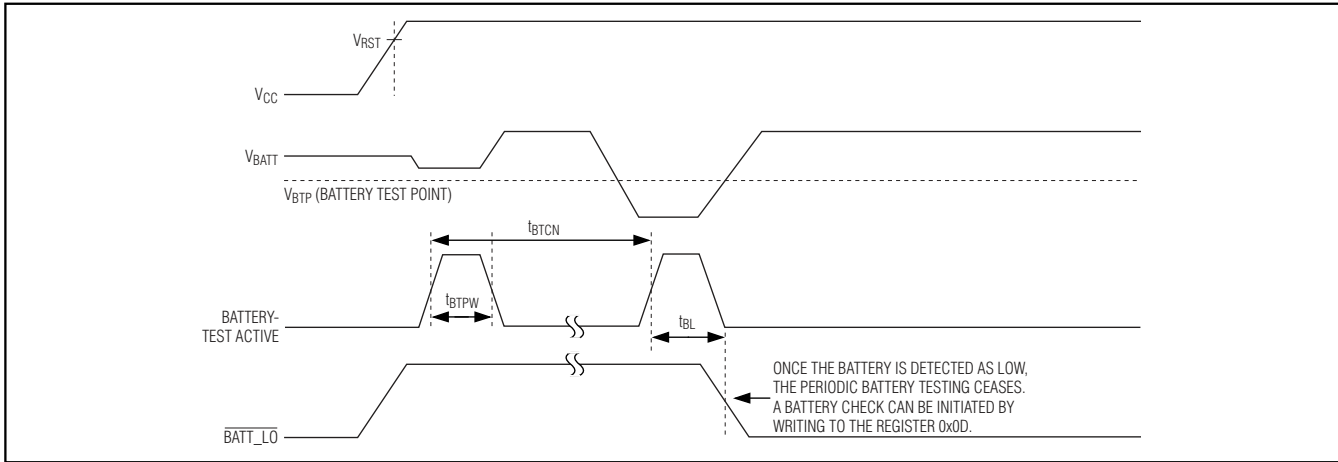 VRST
VCC
VBATT
VBTP (BATTERY TEST POINT)
tBTCN
tBTPW
BATTERY-
TEST ACTIVE
tBL
ONCE THE BATTERY IS DETECTED AS LOW,
THE PERIODIC BATTERY TESTING CEASES.
A BATTERY CHECK CAN BE INITIATED BY
WRITING TO THE REGISTER 0x0D.
BATT_LO